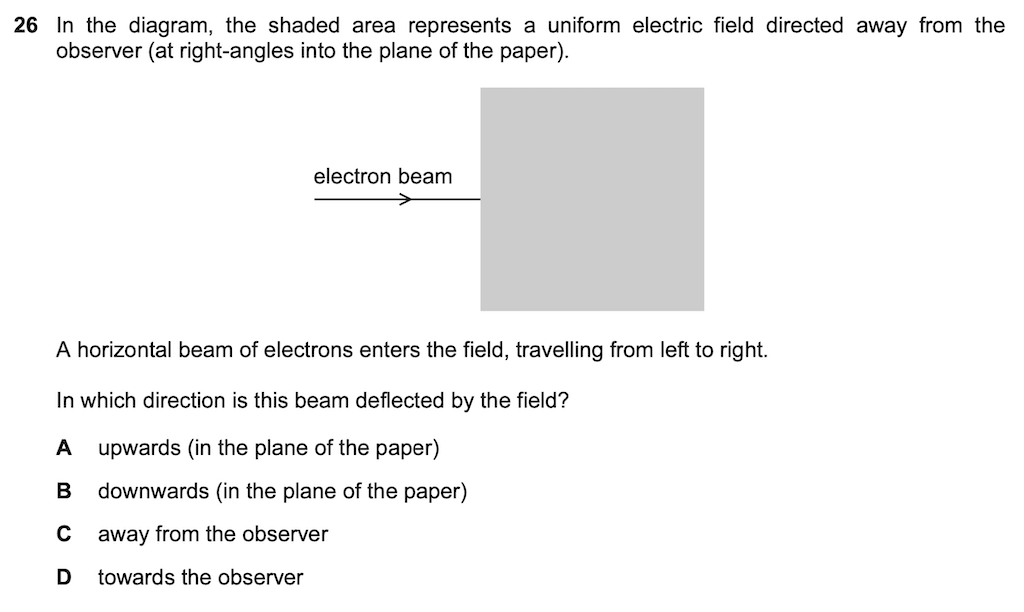 26 In the diagram, the shaded area represents a uniform electric field directed away from the
observer (at right-angles into the plane of the paper).
electron beam
A horizontal beam of electrons enters the field, travelling from left to right.
In which direction is this beam deflected by the field?
A upwards (in the plane of the paper)
B downwards (in the plane of the paper)
C away from the observer
D towards the observer